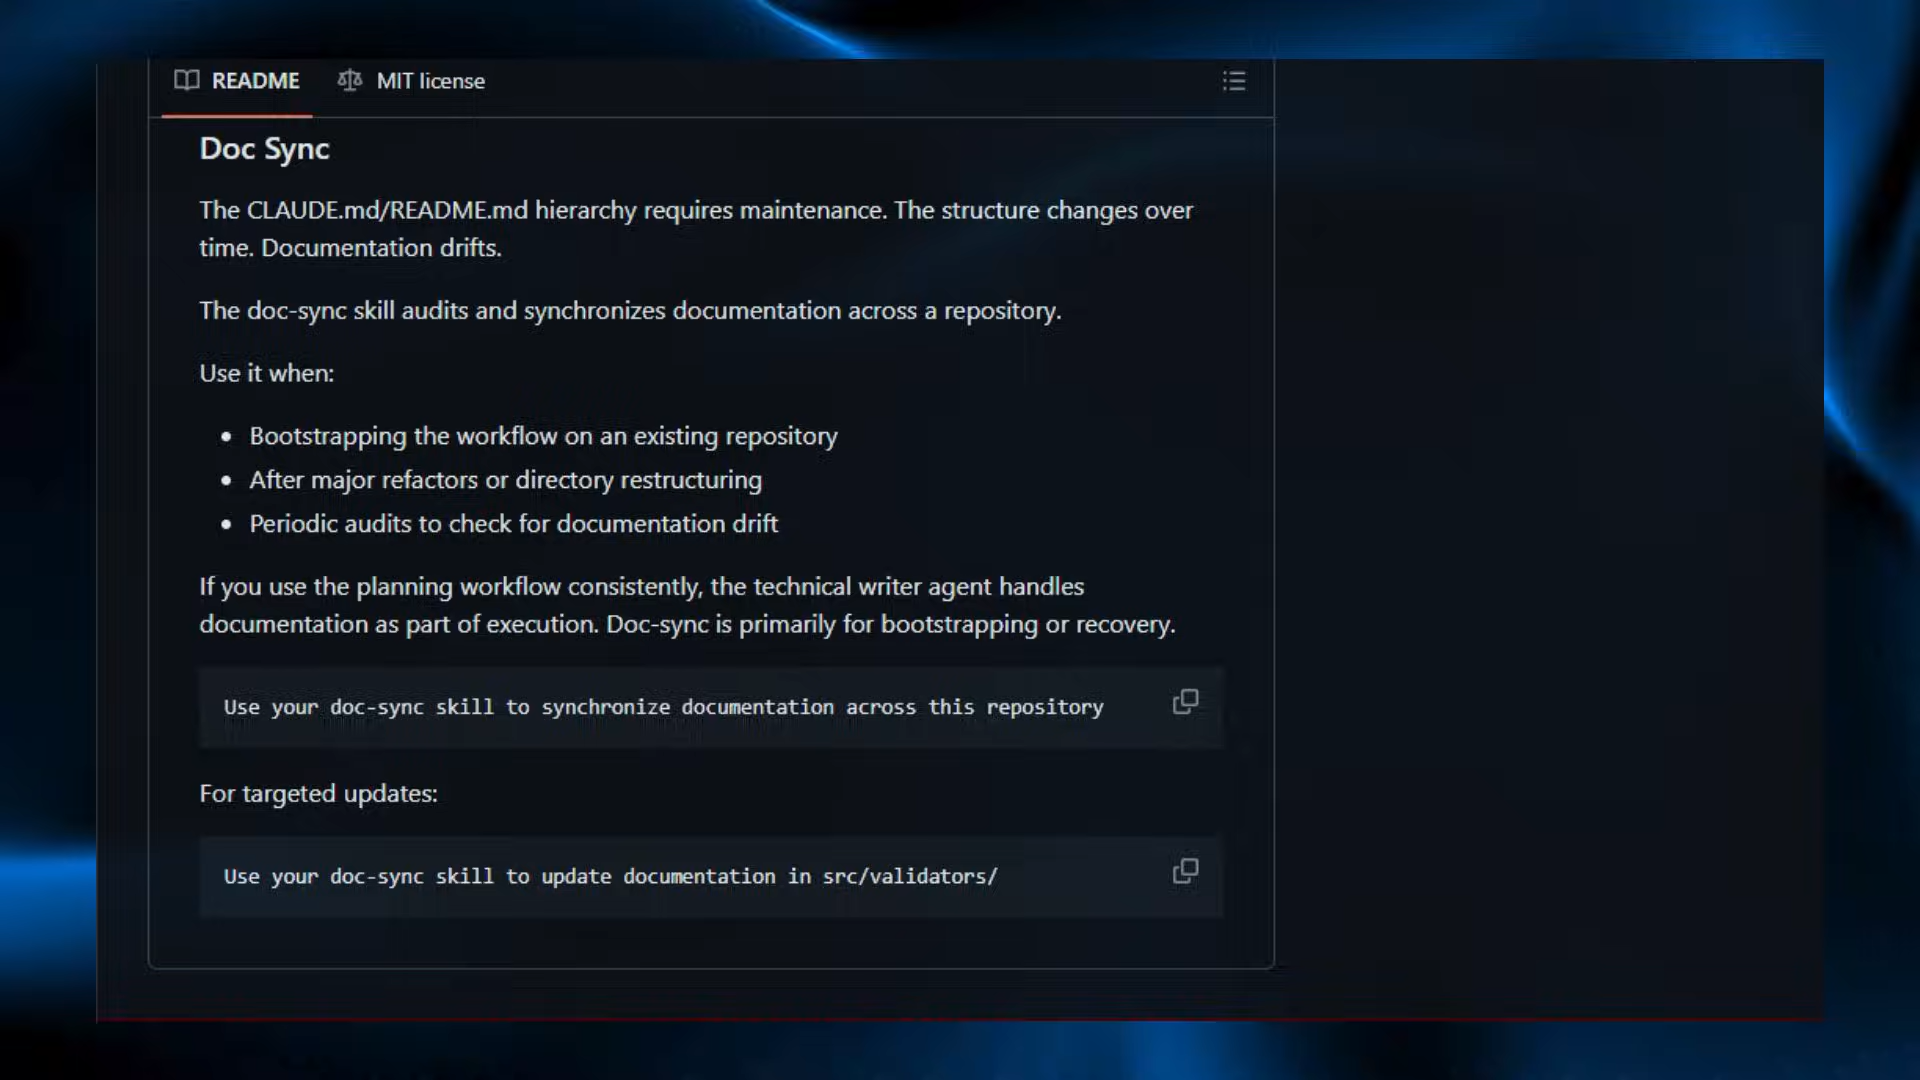 README MIT license
Doc Sync
The CLAUDE.md/README.md hierarchy requires maintenance. The structure changes over
time. Documentation drifts.
The doc-sync skill audits and synchronizes documentation across a repository.
Use it when:
• Bootstrapping the workflow on an existing repository
• After major refactors or directory restructuring
• Periodic audits to check for documentation drift
If you use the planning workflow consistently, the technical writer agent handles
documentation as part of execution. Doc-sync is primarily for bootstrapping or recovery.
Use your doc-sync skill to synchronize documentation across this repository
For targeted updates:
Use your doc-sync skill to update documentation in src/validators/